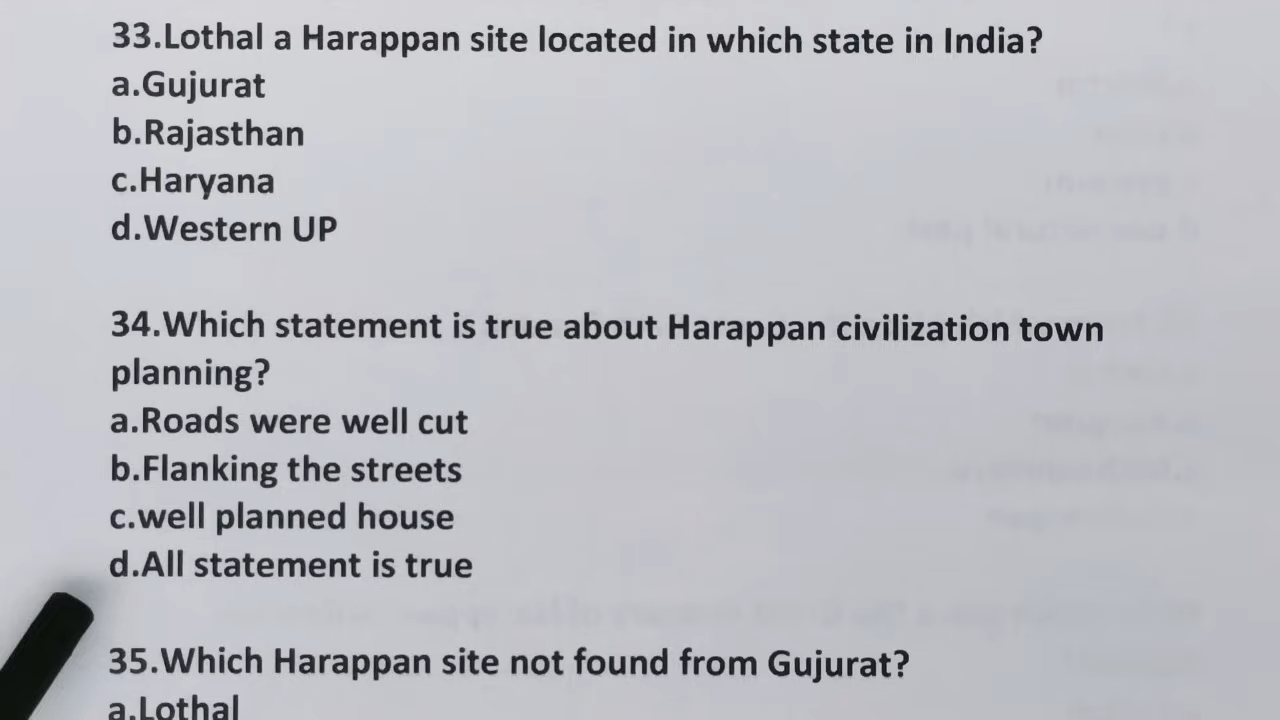 33.Lothal a Harappan site located in which state in India?
a.Gujurat
b.Rajasthan
c.Haryana
d.Western UP
34.Which statement is true about Harappan civilization town
planning?
a.Roads were well cut
b.Flanking the streets
c.well planned house
d.All statement is true
35.Which Harappan site not found from Gujurat?
a.Lothal